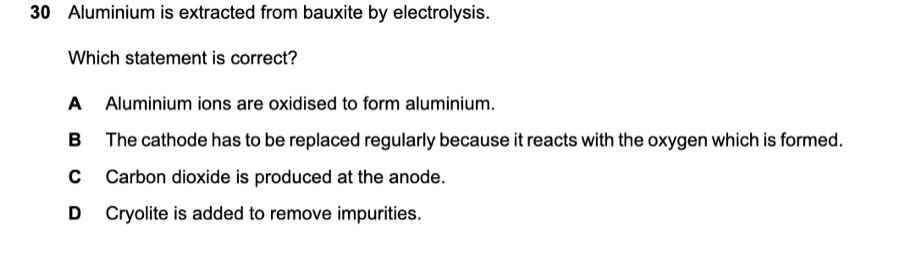 30 Aluminium is extracted from bauxite by electrolysis.
Which statement is correct?
A Aluminium ions are oxidised to form aluminium.
B The cathode has to be replaced regularly because it reacts with the oxygen which is formed.
C Carbon dioxide is produced at the anode.
D Cryolite is added to remove impurities.